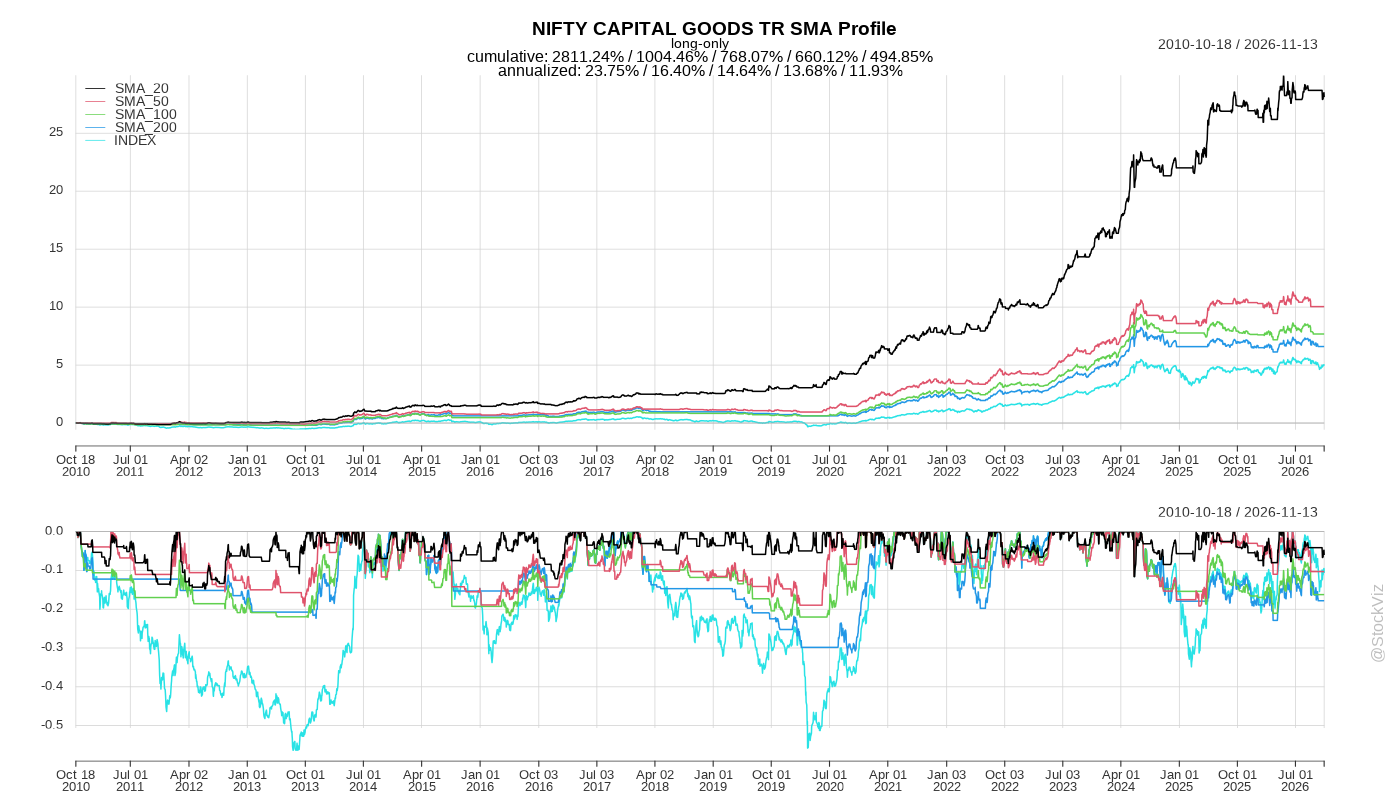 NIFTY CAPITAL GOODS TR SMA Profile
long-only
2010-10-18 / 2026-11-13
cumulative: 2811.24% / 1004.46% / 768.07% / 660.12% / 494.85%
annualized: 23.75% / 16.40% / 14.64% / 13.68% / 11.93%
SMA_20
SMA_50
SMA_100
SMA_200
INDEX
25
20
15
10
5
0
Oct 18 Jul 01 Apr 02 Jan 01 Oct 01 Jul 01 Apr 01 Jan 01 Oct 03 Jul 03 Apr 02 Jan 01 Oct 01 Jul 01 Apr 01 Jan 03 Oct 03 Jul 03 Apr 01 Jan 01 Oct 01 Jul 01
2010 2011 2012 2013 2013 2014 2015 2016 2016 2017 2018 2019 2019 2020 2021 2022 2022 2023 2024 2025 2025 2026
2010-10-18 / 2026-11-13
0.0
-0.1
-0.2
-0.3
-0.4
-0.5
Oct 18 Jul 01 Apr 02 Jan 01 Oct 01 Jul 01 Apr 01 Jan 01 Oct 03 Jul 03 Apr 02 Jan 01 Oct 01 Jul 01 Apr 01 Jan 03 Oct 03 Jul 03 Apr 01 Jan 01 Oct 01 Jul 01
2010 2011 2012 2013 2013 2014 2015 2016 2016 2017 2018 2019 2019 2020 2021 2022 2022 2023 2024 2025 2025 2026
@StockViz